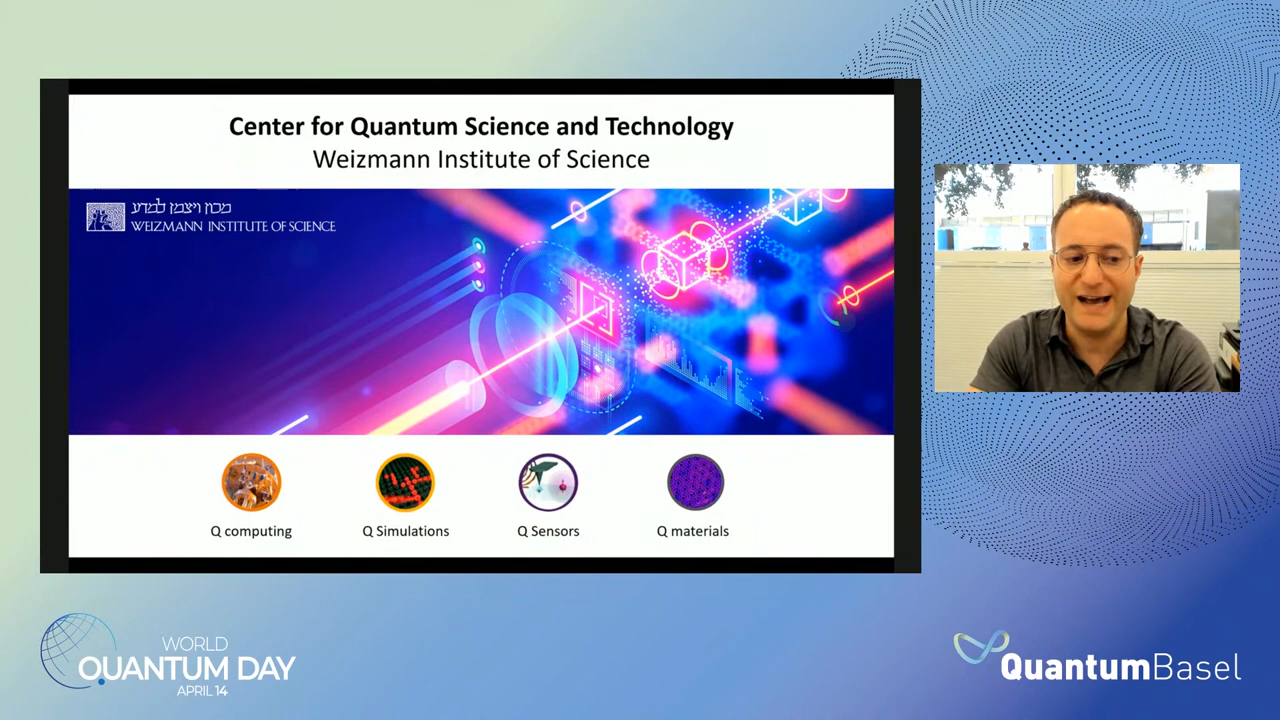 Center for Quantum Science and Technology
Weizmann Institute of Science
מכון ויצמן למדע
WEIZMANN INSTITUTE OF SCIENCE
Q computing
Q Simulations
Q Sensors
Q materials
WORLD
QUANTUM DAY
APRIL 14
QuantumBasel